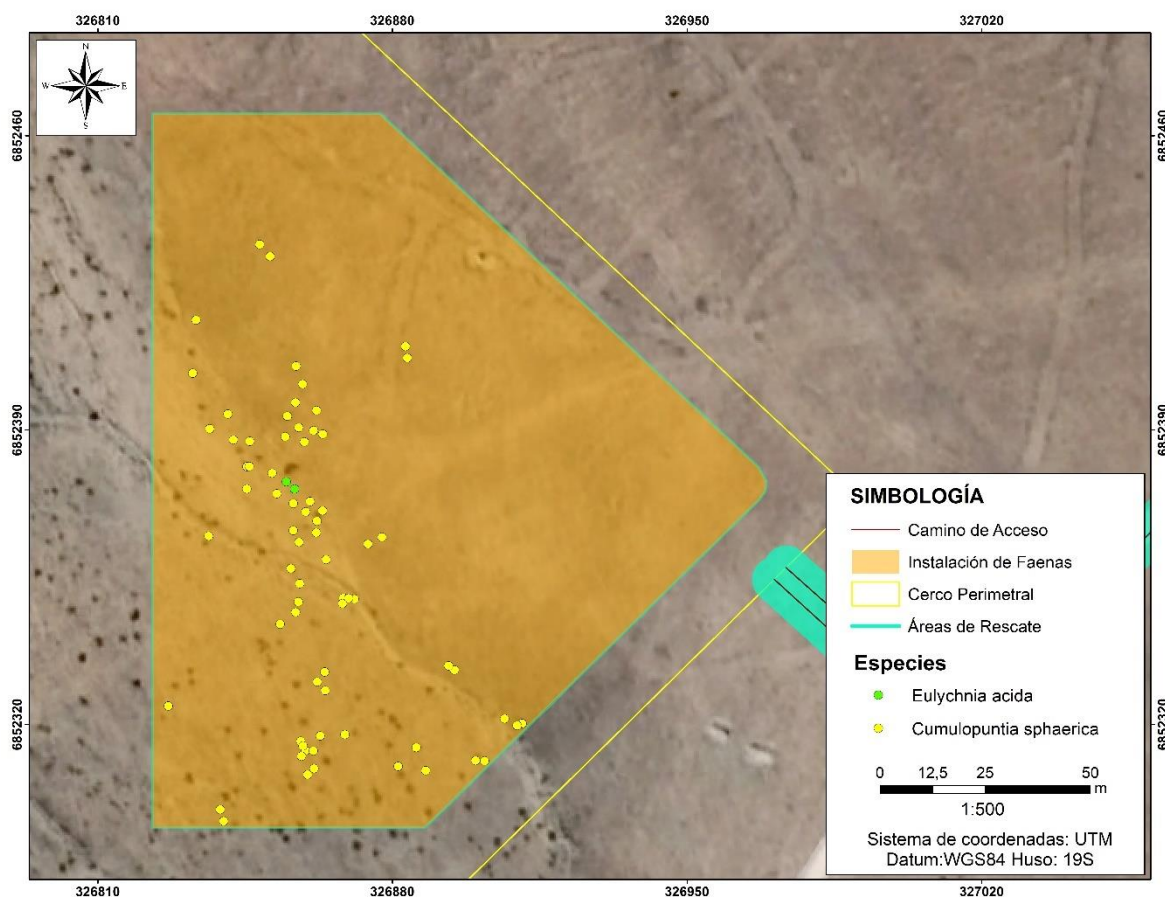 326810 326880 326950 327020
N
W E
S
6852460 6852460
6852390 6852390
6852320 6852320
SIMBOLOGÍA
Camino de Acceso
Instalación de Faenas
Cerco Perimetral
Áreas de Rescate
Especies
Eulychnia acida
Cumulopuntia sphaerica
0 12,5 25 50
m
1:500
Sistema de coordenadas: UTM
Datum:WGS84 Huso: 19S
326810 326880 326950 327020